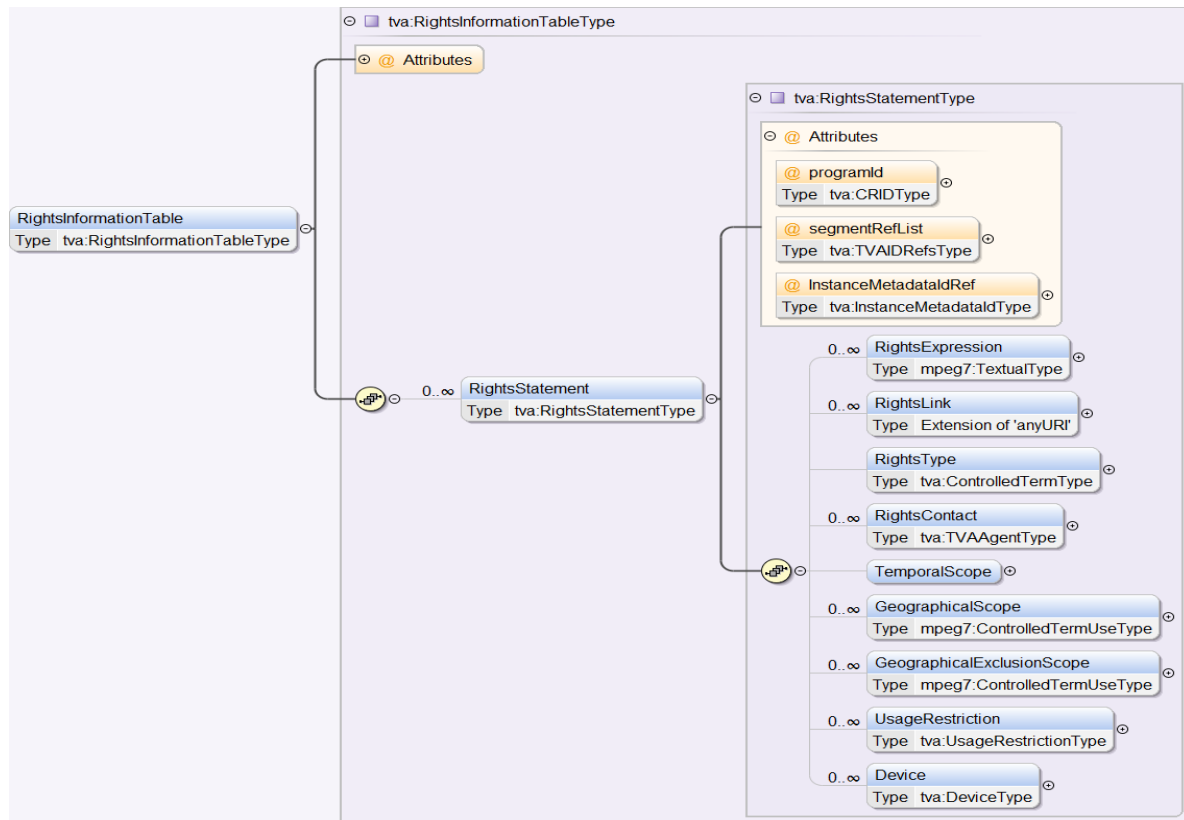 tva:RightsInformationTableType
@ Attributes
tva:RightsStatementType
@ Attributes
@ programId
Type tva:CRIDType
@ segmentRefList
Type tva:TVAIDRefsType
@ InstanceMetadataIdRef
Type tva:InstanceMetadataIdType
RightsInformationTable
Type tva:RightsInformationTableType
0..∞ RightsStatement
Type tva:RightsStatementType
0..∞ RightsExpression
Type mpeg7:TextualType
0..∞ RightsLink
Type Extension of 'anyURI'
RightsType
Type tva:ControlledTermType
0..∞ RightsContact
Type tva:TVAAgentType
TemporalScope
0..∞ GeographicalScope
Type mpeg7:ControlledTermUseType
0..∞ GeographicalExclusionScope
Type mpeg7:ControlledTermUseType
0..∞ UsageRestriction
Type tva:UsageRestrictionType
0..∞ Device
Type tva:DeviceType